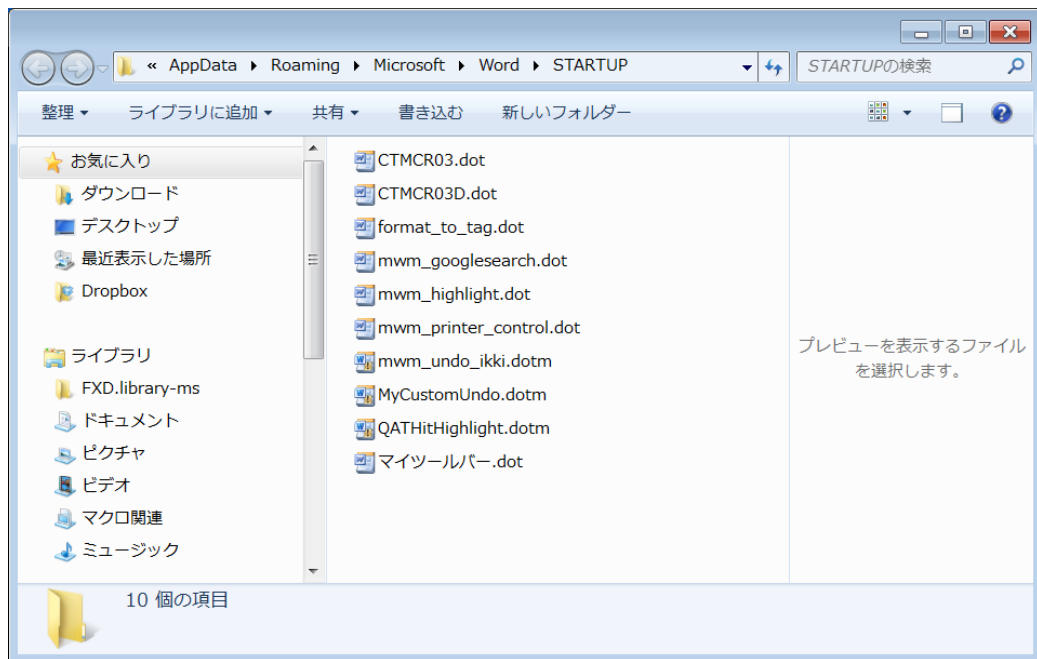 « AppData Roaming Microsoft Word STARTUP
STARTUPの検索
整理 ライブラリに追加 共有 書き込む 新しいフォルダー
お気に入り
ダウンロード
デスクトップ
最近表示した場所
Dropbox
ライブラリ
FXD.library-ms
ドキュメント
ピクチャ
ビデオ
マクロ関連
ミュージック
CTMCR03.dot
CTMCR03D.dot
format_to_tag.dot
mwm_googlesearch.dot
mwm_highlight.dot
mwm_printer_control.dot
mwm_undo_ikki.dotm
MyCustomUndo.dotm
QATHitHighlight.dotm
マイツールバー.dot
プレビューを表示するファイル
を選択します。
10 個の項目